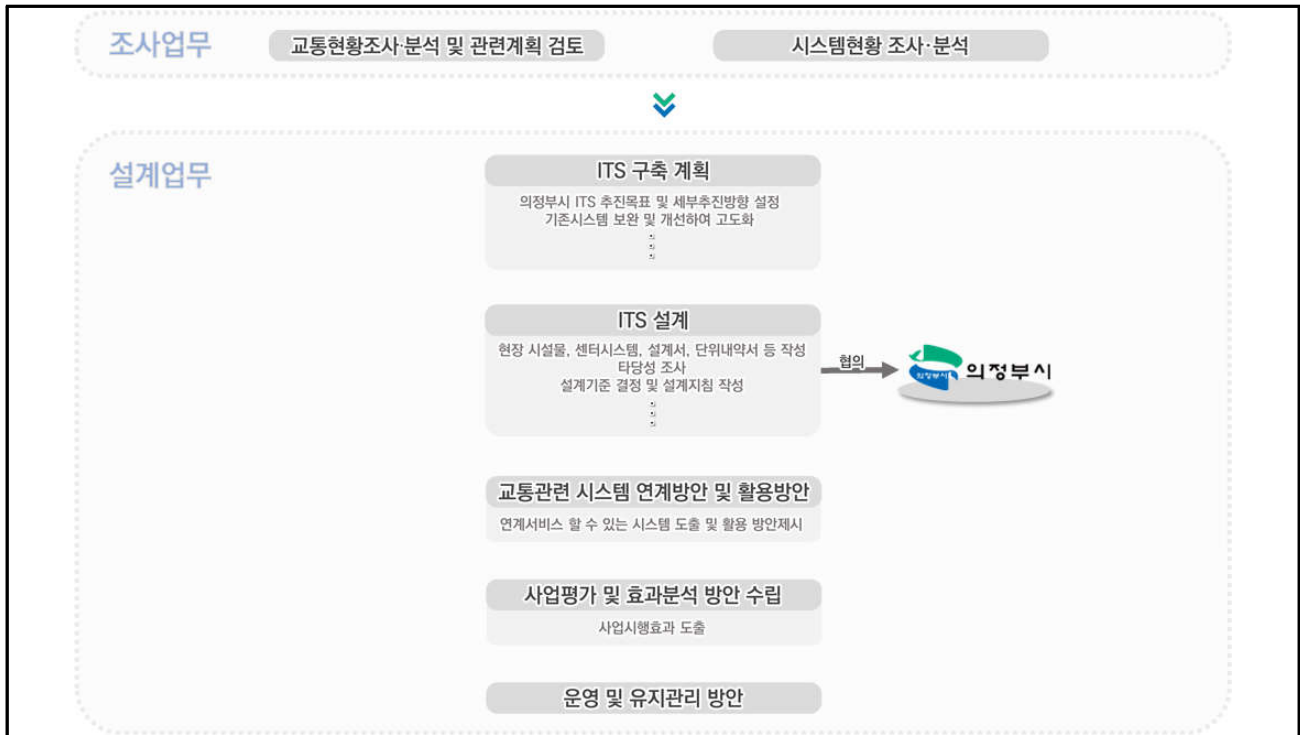 조사업무
교통현황조사·분석 및 관련계획 검토
시스템현황 조사·분석
설계업무
ITS 구축 계획
의정부시 ITS 추진목표 및 세부추진방향 설정
기존시스템 보완 및 개선하여 고도화
ITS 설계
현장 시설물, 센터시스템, 설계서, 단위내약서 등 작성
타당성 조사
설계기준 결정 및 설계지침 작성
협의
의정부시
의정부시
교통관련 시스템 연계방안 및 활용방안
연계서비스 할 수 있는 시스템 도출 및 활용 방안제시
사업평가 및 효과분석 방안 수립
사업시행효과 도출
운영 및 유지관리 방안